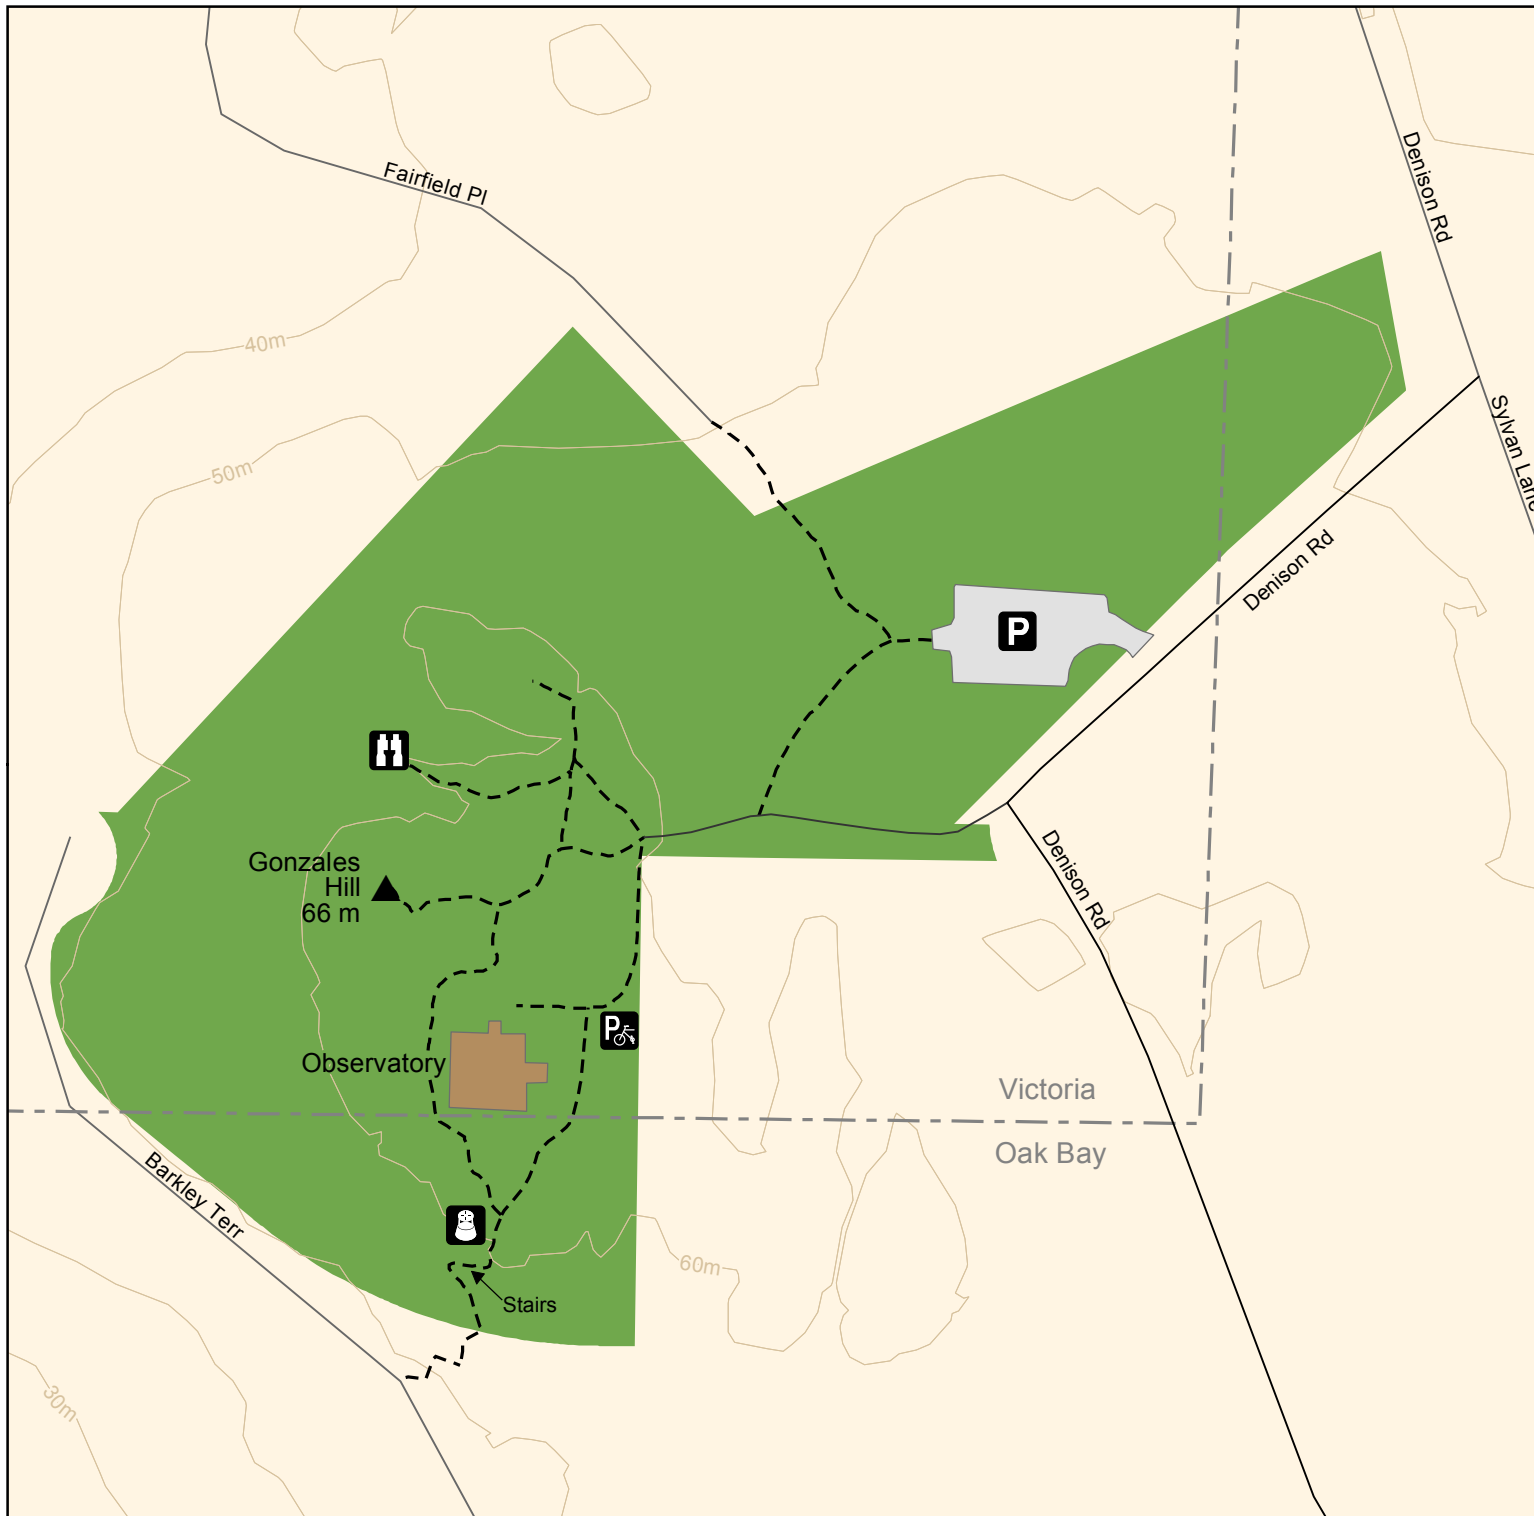 Denison Rd
Fairfield Pl
40m
Sylvan Lane
50m
Denison Rd
P
Denison Rd
Gonzales
Hill
66 m
P
Observatory
Victoria
Oak Bay
Barkley Terr
60m
Stairs
30m